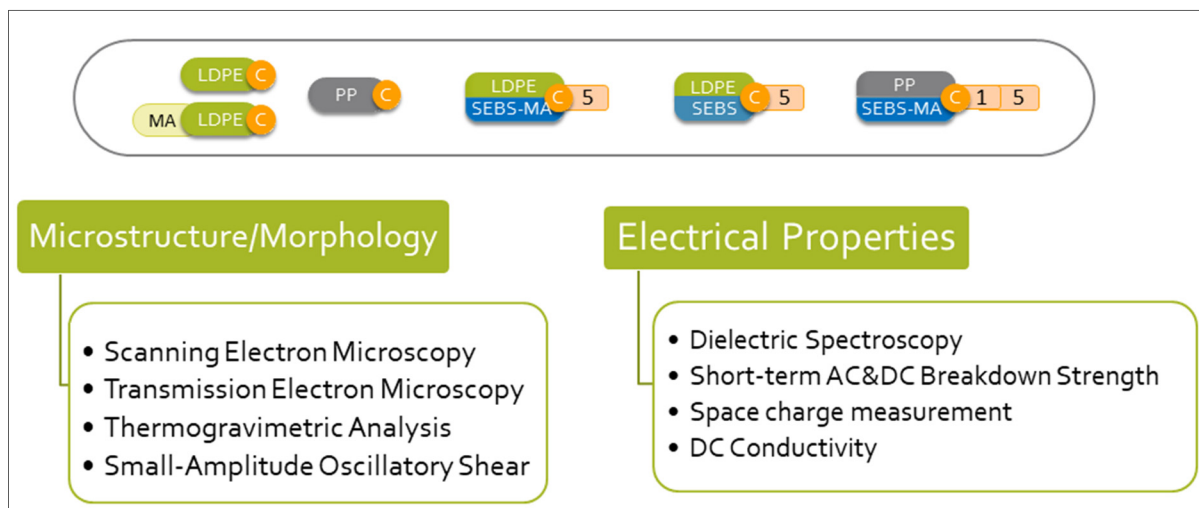 LDPE C
MA LDPE C
PP C
LDPE
SEBS-MA C 5
LDPE
SEBS C 5
PP
SEBS-MA C 1 5
Microstructure/Morphology
• Scanning Electron Microscopy
• Transmission Electron Microscopy
• Thermogravimetric Analysis
• Small-Amplitude Oscillatory Shear
Electrical Properties
• Dielectric Spectroscopy
• Short-term AC&DC Breakdown Strength
• Space charge measurement
• DC Conductivity